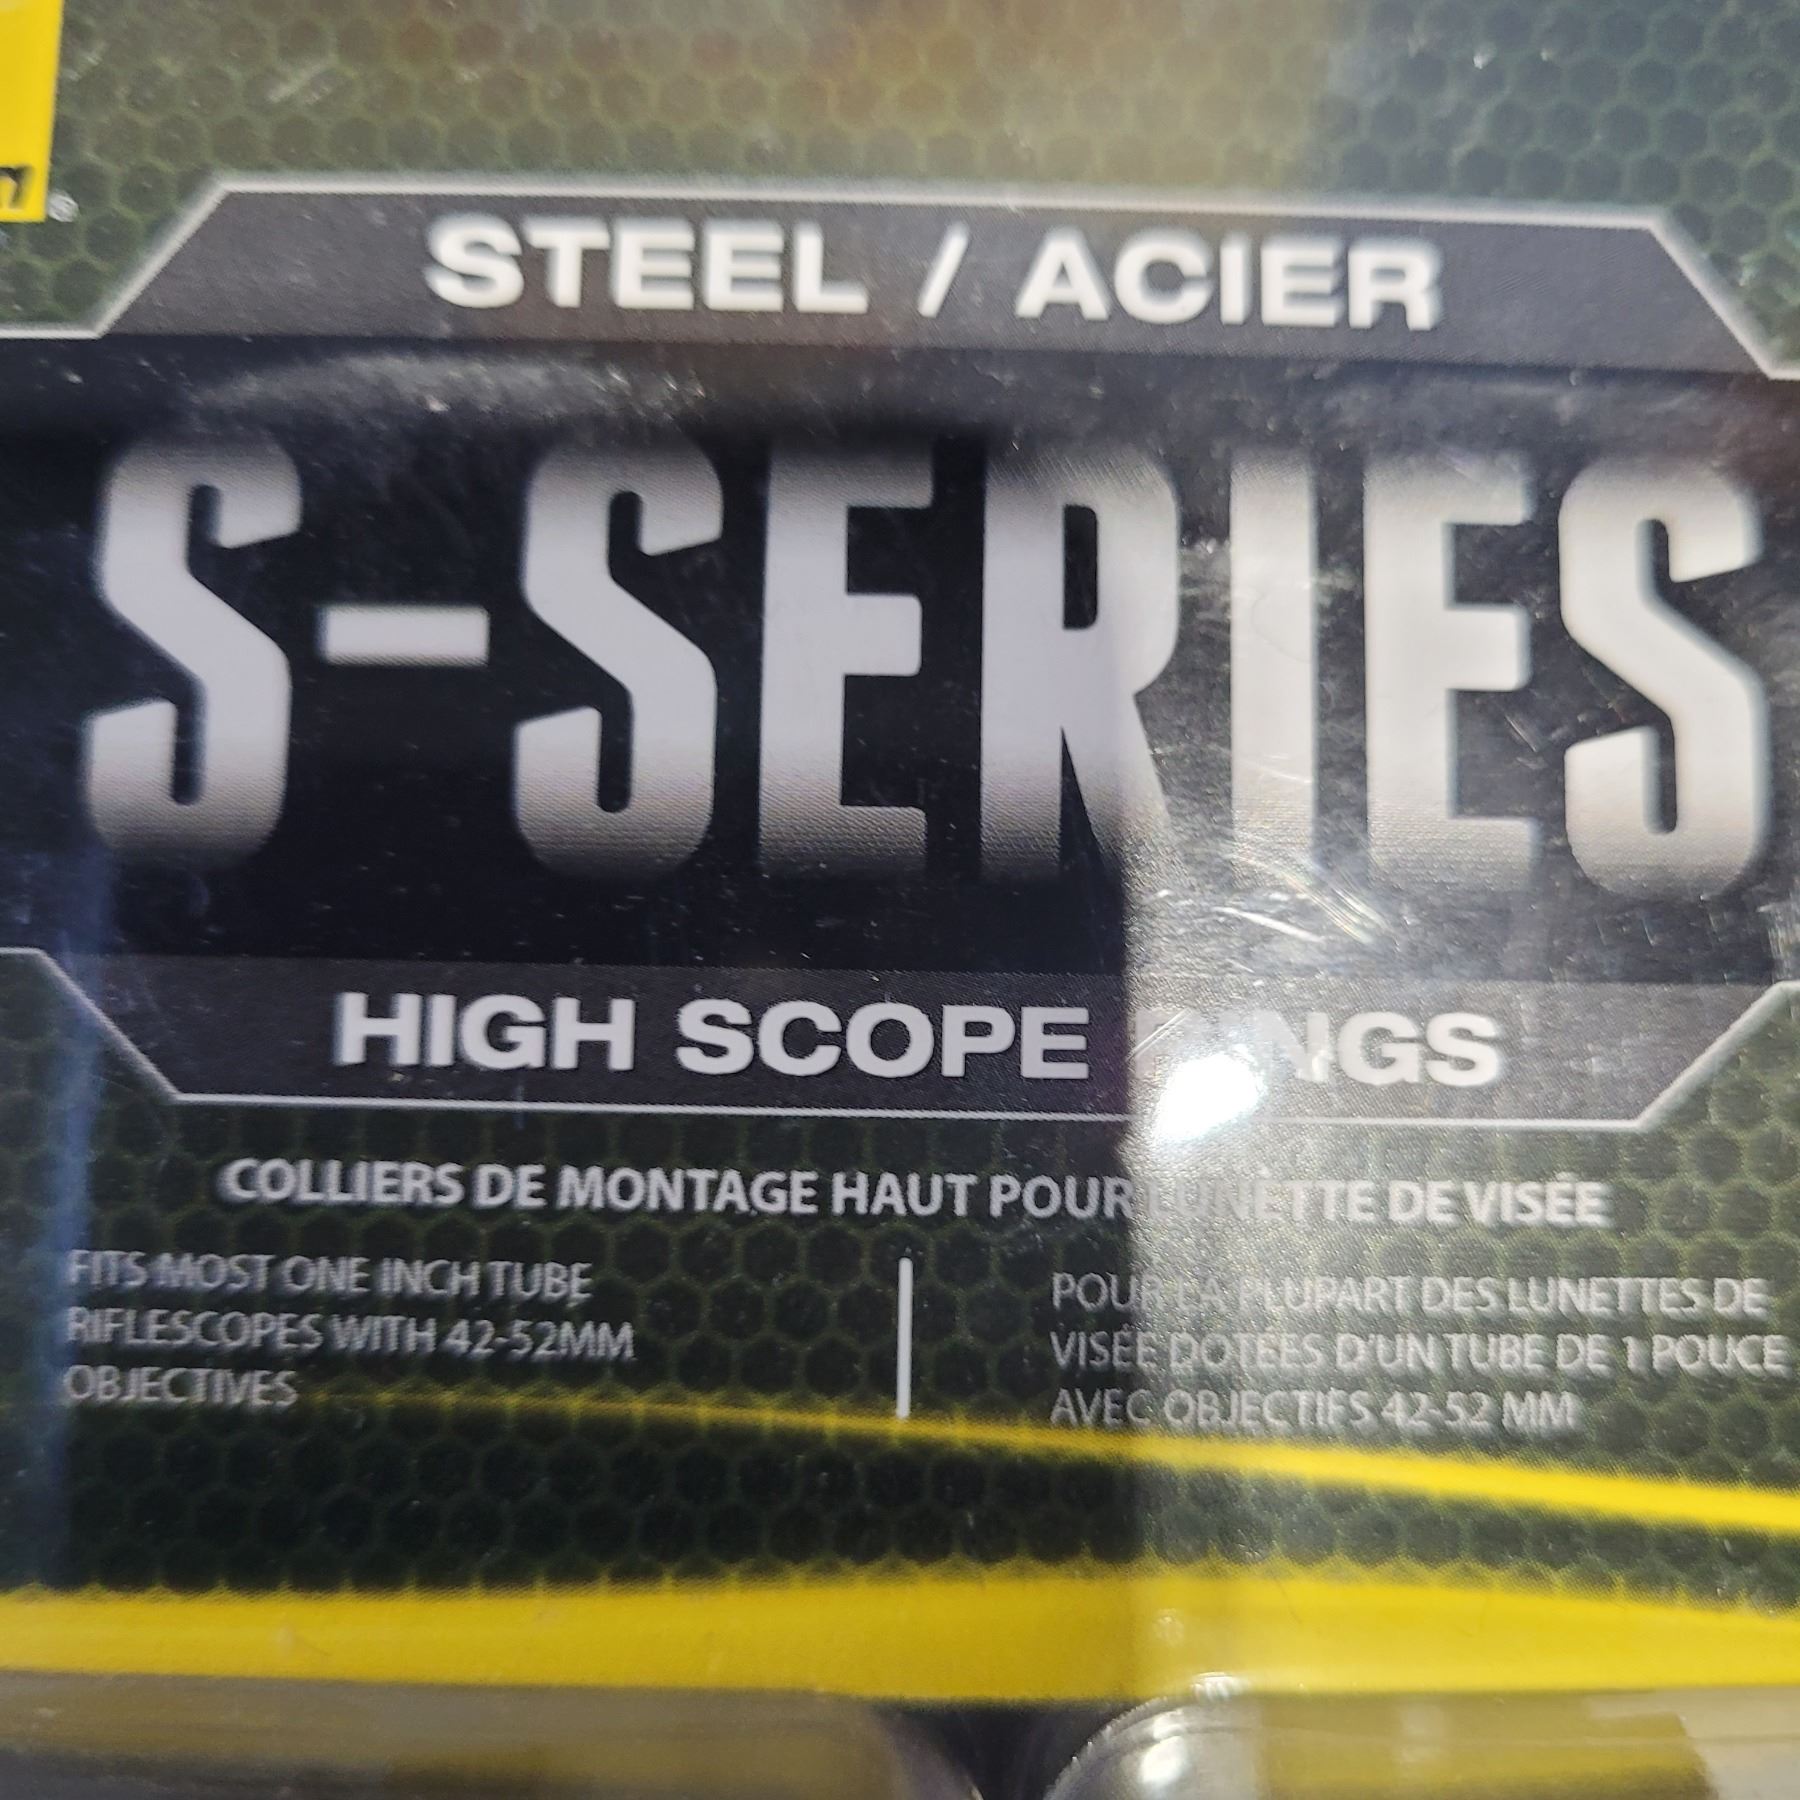 STEEL / ACIER
S-SERIES
HIGH SCOPE RINGS
COLLIERS DE MONTAGE HAUT POUR LUNETTE DE VISÉE
FITS MOST ONE INCH TUBE
RIFLESCOPES WITH 42-52MM
OBJECTIVES
POUR LA PLUPART DES LUNETTES DE
VISÉE DOTÉES D'UN TUBE DE 1 POUCE
AVEC OBJECTIFS 42-52 MM